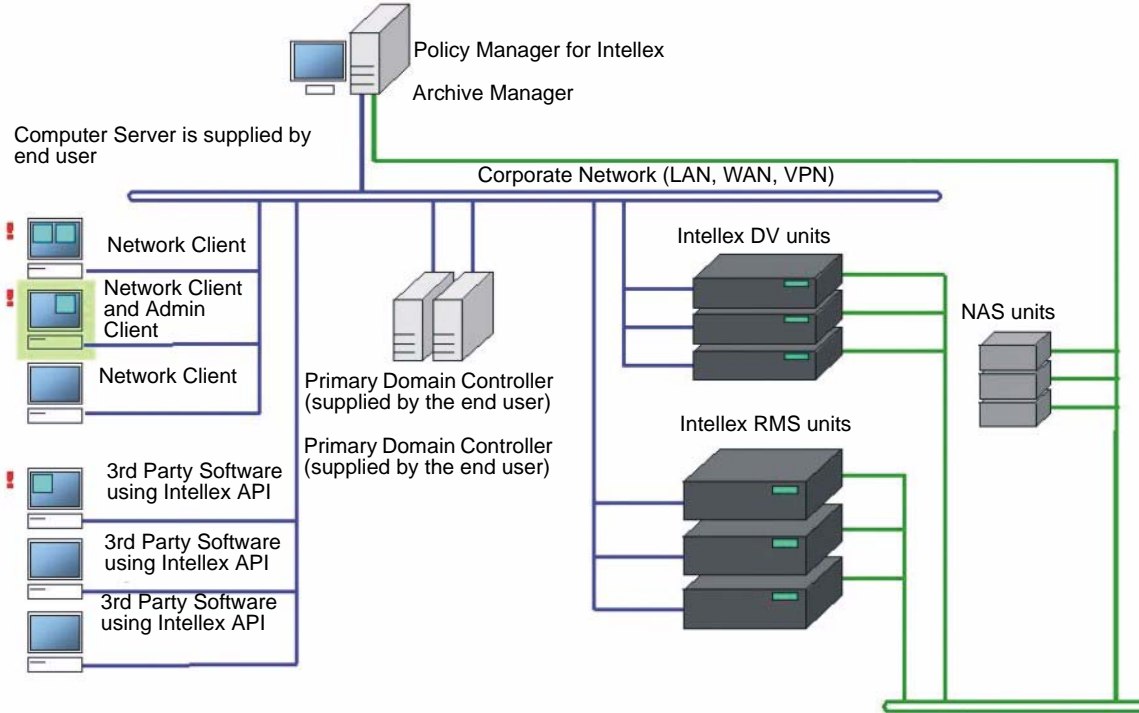 Policy Manager for Intellex
Archive Manager
Computer Server is supplied by
end user
Corporate Network (LAN, WAN, VPN)
Network Client
Network Client
and Admin
Client
Network Client
Primary Domain Controller
(supplied by the end user)
Primary Domain Controller
(supplied by the end user)
Intellex DV units
NAS units
Intellex RMS units
3rd Party Software
using Intellex API
3rd Party Software
using Intellex API
3rd Party Software
using Intellex API